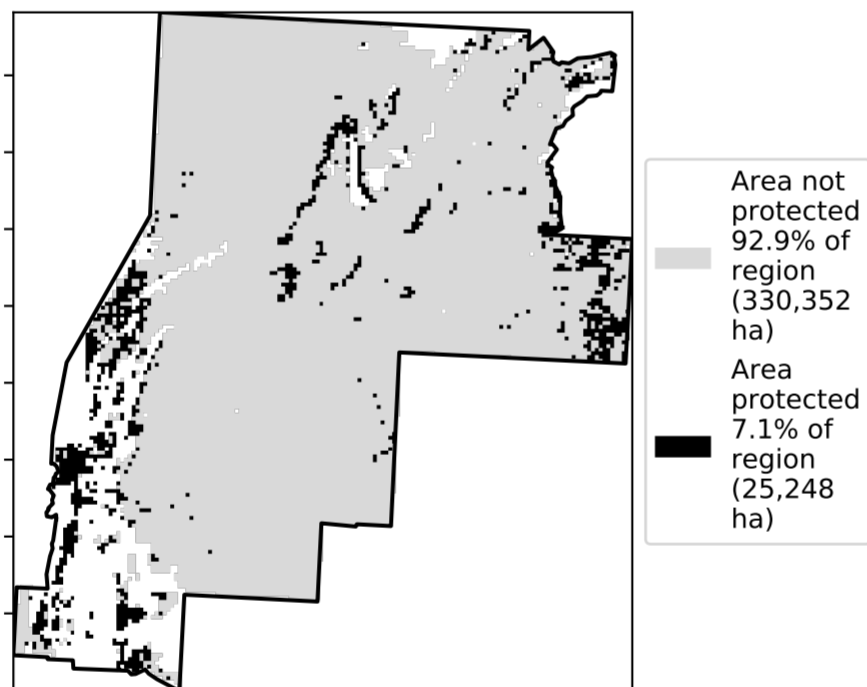 Area not
protected
92.9% of
region
(330,352
ha)
Area
protected
7.1% of
region
(25,248
ha)